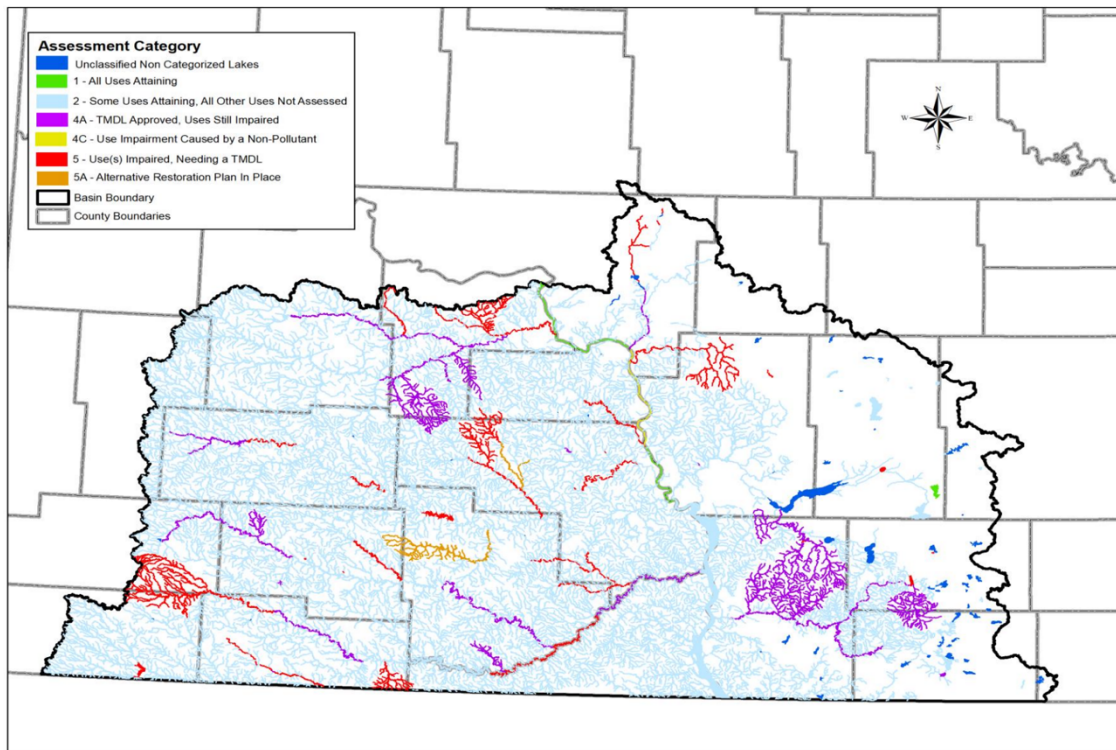 Assessment Category
Unclassified Non Categorized Lakes
1 - All Uses Attaining
2 - Some Uses Attaining, All Other Uses Not Assessed
4A - TMDL Approved, Uses Still Impaired
4C - Use Impairment Caused by a Non-Pollutant
5 - Use(s) Impaired, Needing a TMDL
5A - Alternative Restoration Plan In Place
Basin Boundary
County Boundaries
N
W E
S